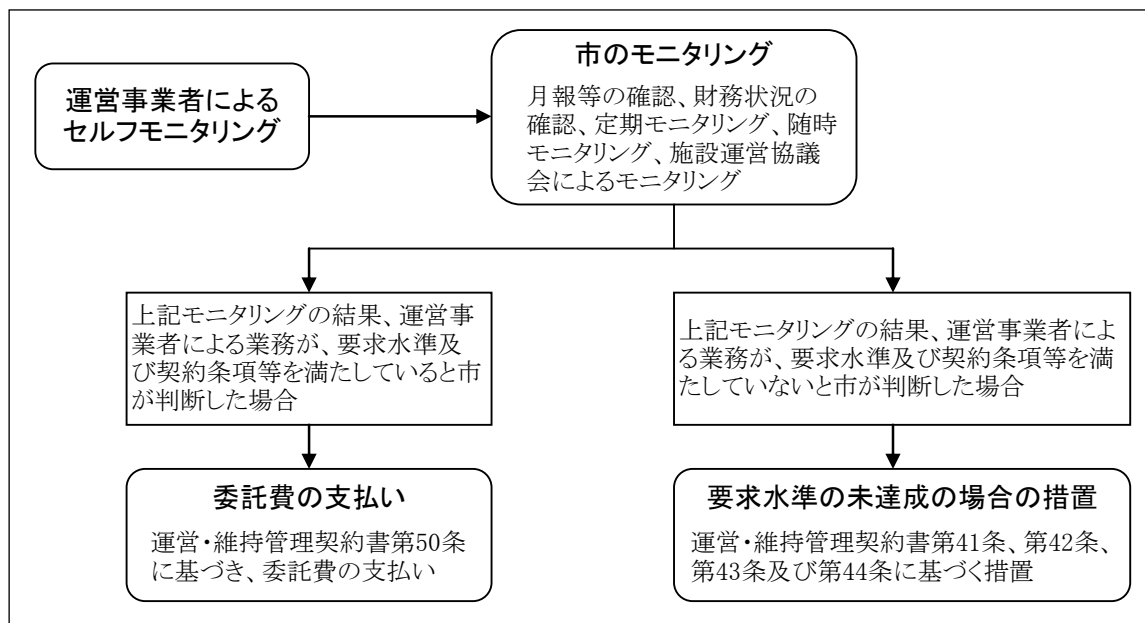 運営事業者による
セルフモニタリング
市のモニタリング
月報等の確認、財務状況の
確認、定期モニタリング、随時
モニタリング、施設運営協議
会によるモニタリング
上記モニタリングの結果、運営事
業者による業務が、要求水準及
び契約条項等を満たしていると市
が判断した場合
上記モニタリングの結果、運営事業者によ
る業務が、要求水準及び契約条項等を満
たしていないと市が判断した場合
委託費の支払い
運営・維持管理契約書第50条
に基づき、委託費の支払い
要求水準の未達成の場合の措置
運営・維持管理契約書第41条、第42条、
第43条及び第44条に基づく措置